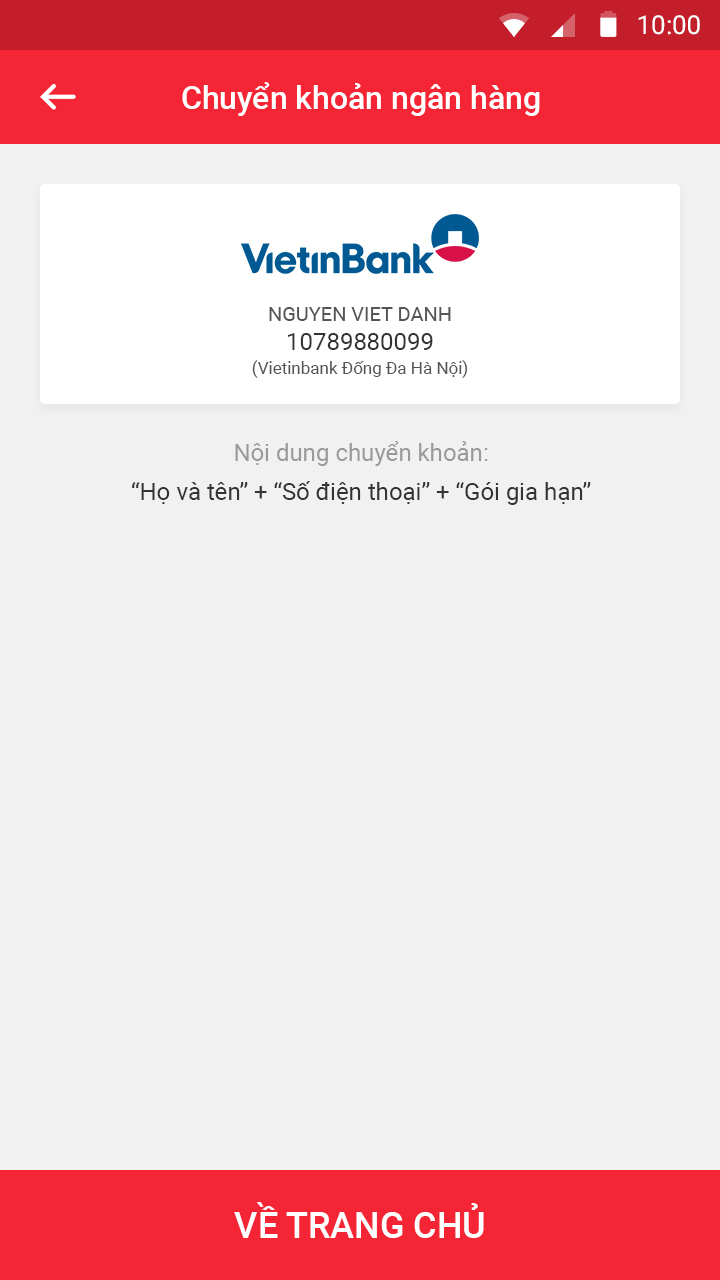 10:00
Chuyển khoản ngân hàng
VietinBank
NGUYEN VIET DANH
10789880099
(Vietinbank Đống Đa Hà Nội)
Nội dung chuyển khoản:
“Họ và tên” + “Số điện thoại” + “Gói gia hạn”
VỀ TRANG CHỦ